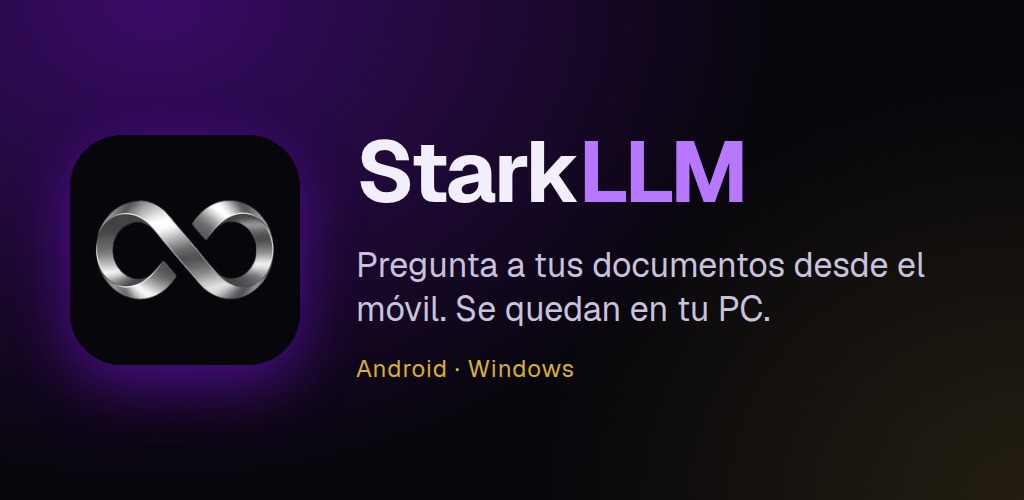 StarkLLM
Pregunta a tus documentos desde el
móvil. Se quedan en tu PC.
Android · Windows